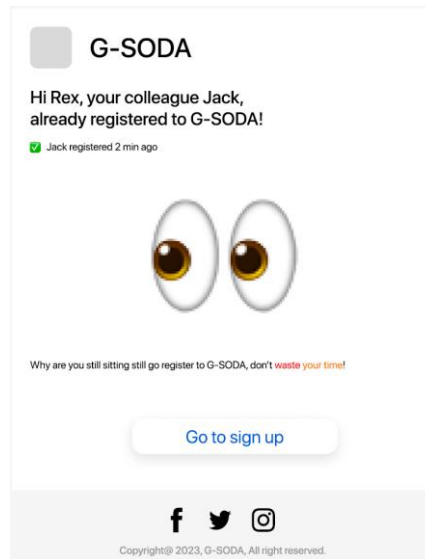 G-SODA
Hi Rex, your colleague Jack,
already registered to G-SODA!
Jack registered 2 min ago
Why are you still sitting still go register to G-SODA, don't waste your time!
Go to sign up
Copyright@ 2023, G-SODA, All right reserved.